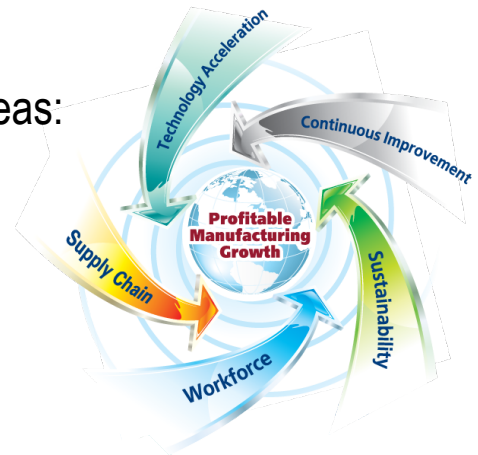 eas:
Technology Acceleration
Continuous Improvement
Profitable
Manufacturing
Growth
Supply Chain
Sustainability
Workforce